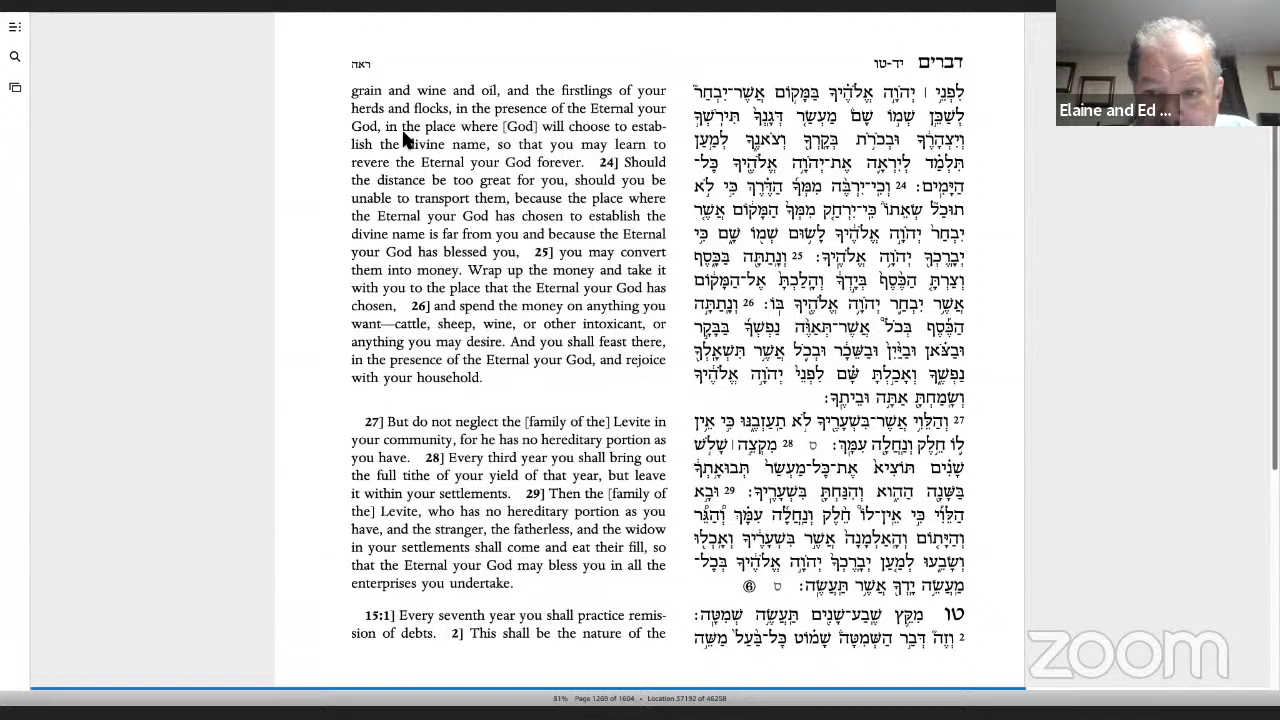 ראה
דברים יד-טו
grain and wine and oil, and the firstlings of your
herds and flocks, in the presence of the Eternal your
God, in the place where [God] will choose to estab-
lish the divine name, so that you may learn to
revere the Eternal your God forever. 24] Should
the distance be too great for you, should you be
unable to transport them, because the place where
the Eternal your God has chosen to establish the
divine name is far from you and because the Eternal
your God has blessed you, 25] you may convert
them into money. Wrap up the money and take it
with you to the place that the Eternal your God has
chosen, 26] and spend the money on anything you
want—cattle, sheep, wine, or other intoxicant, or
anything you may desire. And you shall feast there,
in the presence of the Eternal your God, and rejoice
with your household.
27] But do not neglect the [family of the] Levite in
your community, for he has no hereditary portion as
you have. 28] Every third year you shall bring out
the full tithe of your yield of that year, but leave
it within your settlements. 29] Then the [family of
the] Levite, who has no hereditary portion as you
have, and the stranger, the fatherless, and the widow
in your settlements shall come and eat their fill, so
that the Eternal your God may bless you in all the
enterprises you undertake.
15:1] Every seventh year you shall practice remis-
sion of debts. 2] This shall be the nature of the
לִפְנֵי ׀ יְהֹוָה אֱלֹהֶיךָ בַּמָּקוֹם אֲשֶׁר־יִבְחַר
לְשַׁכֵּן שְׁמוֹ שָׁם מַעְשַׂר דְּגָנְךָ תִּירֹשְׁךָ
וְיִצְהָרֶךָ וּבְכֹרֹת בְּקָרְךָ וְצֹאנֶךָ לְמַעַן
תִּלְמַד לְיִרְאָה אֶת־יְהֹוָה אֱלֹהֶיךָ כׇּל־
הַיָּמִים׃ 24 וְכִי־יִרְבֶּה מִמְּךָ הַדֶּרֶךְ כִּי לֹא
תוּכַל שְׂאֵתוֹ כִּי־יִרְחַק מִמְּךָ הַמָּקוֹם אֲשֶׁר
יִבְחַר יְהֹוָה אֱלֹהֶיךָ לָשׂוּם שְׁמוֹ שָׁם כִּי
יְבָרֶכְךָ יְהֹוָה אֱלֹהֶיךָ׃ 25 וְנָתַתָּה בַּכָּסֶף
וְצַרְתָּ הַכֶּסֶף בְּיָדְךָ וְהָלַכְתָּ אֶל־הַמָּקוֹם
אֲשֶׁר יִבְחַר יְהֹוָה אֱלֹהֶיךָ בּוֹ׃ 26 וְנָתַתָּה
הַכֶּסֶף בְּכֹל אֲשֶׁר־תְּאַוֶּה נַפְשְׁךָ בַּבָּקָר
וּבַצֹּאן וּבַיַּיִן וּבַשֵּׁכָר וּבְכֹל אֲשֶׁר תִּשְׁאָלְךָ
נַפְשֶׁךָ וְאָכַלְתָּ שָּׁם לִפְנֵי יְהֹוָה אֱלֹהֶיךָ
וְשָׂמַחְתָּ אַתָּה וּבֵיתֶךָ׃
27 וְהַלֵּוִי אֲשֶׁר־בִּשְׁעָרֶיךָ לֹא תַעַזְבֶנּוּ כִּי אֵין
לוֹ חֵלֶק וְנַחֲלָה עִמָּךְ׃ ס 28 מִקְצֵה ׀ שָׁלֹשׁ
שָׁנִים תּוֹצִיא אֶת־כׇּל־מַעְשַׂר תְּבוּאָתְךָ
בַּשָּׁנָה הַהִוא וְהִנַּחְתָּ בִּשְׁעָרֶיךָ׃ 29 וּבָא
הַלֵּוִי כִּי אֵין־לוֹ חֵלֶק וְנַחֲלָה עִמָּךְ וְהַגֵּר
וְהַיָּתוֹם וְהָאַלְמָנָה אֲשֶׁר בִּשְׁעָרֶיךָ וְאָכְלוּ
וְשָׂבֵעוּ לְמַעַן יְבָרֶכְךָ יְהֹוָה אֱלֹהֶיךָ בְּכׇל־
מַעֲשֵׂה יָדְךָ אֲשֶׁר תַּעֲשֶׂה׃ ס ⑥
טו מִקֵּץ שֶׁבַע־שָׁנִים תַּעֲשֶׂה שְׁמִטָּה׃
2 וְזֶה דְּבַר הַשְּׁמִטָּה שָׁמוֹט כׇּל־בַּעַל מַשֵּׁה
Elaine and Ed ...
zoom
81% Page 1269 of 1604 • Location 37192 of 46258